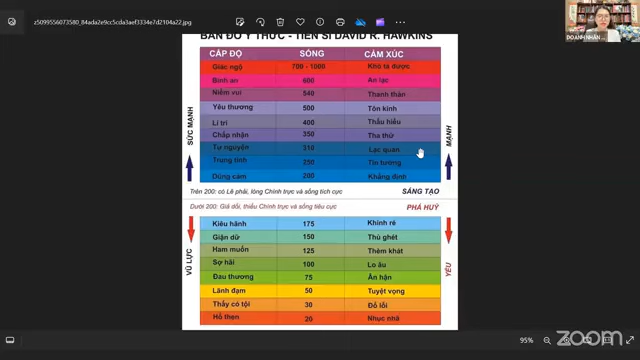 z5099556073580_84ada2e9cc5cda3aef3334e7d2104a22.jpg
BẢN ĐỒ Ý THỨC - TIẾN SĨ DAVID R. HAWKINS
CẤP ĐỘ SÓNG CẢM XÚC
Giác ngộ 700 - 1000 Khó tả được
Bình an 600 An lạc
Niềm vui 540 Thanh thản
Yêu thương 500 Tôn kính
Lí trí 400 Thấu hiểu
Chấp nhận 350 Tha thứ
Tự nguyện 310 Lạc quan
Trung tính 250 Tin tưởng
Dũng cảm 200 Khẳng định
SỨC MẠNH
MẠNH
Trên 200: có Lẽ phải, lòng Chính trực và sống tích cực SÁNG TẠO
Dưới 200: Giả dối, thiếu Chính trực và sống tiêu cực PHÁ HUỶ
Kiêu hãnh 175 Khinh rẻ
Giận dữ 150 Thù ghét
Ham muốn 125 Thèm khát
Sợ hãi 100 Lo âu
Đau thương 75 Ân hận
Lãnh đạm 50 Tuyệt vọng
Thấy có tội 30 Đổ lỗi
Hổ thẹn 20 Nhục nhã
VŨ LỰC
YẾU
DOANH NHÂN
95%
zoom